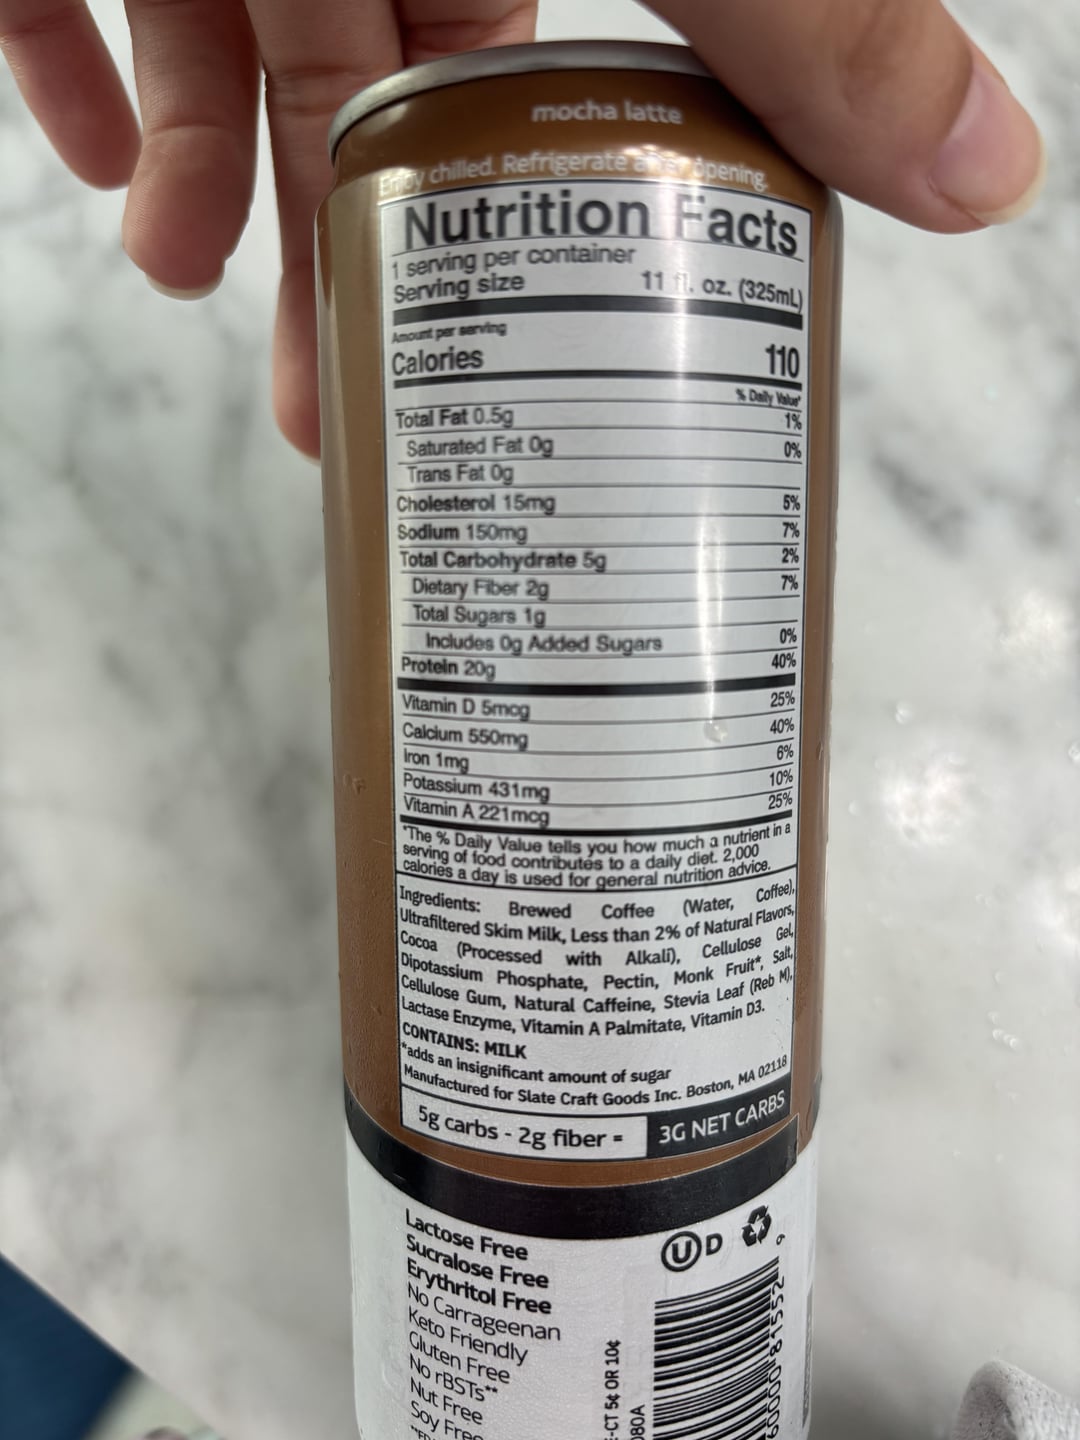 mocha latte
Enjoy chilled. Refrigerate after opening.
Nutrition Facts
1 serving per container
Serving size 11 fl. oz. (325mL)
Amount per serving
Calories 110
% Daily Value*
Total Fat 0.5g 1%
Saturated Fat 0g 0%
Trans Fat 0g
Cholesterol 15mg 5%
Sodium 150mg 7%
Total Carbohydrate 5g 2%
Dietary Fiber 2g 7%
Total Sugars 1g
Includes 0g Added Sugars 0%
Protein 20g 40%
Vitamin D 5mcg 25%
Calcium 550mg 40%
Iron 1mg 6%
Potassium 431mg 10%
Vitamin A 221mcg 25%
*The % Daily Value tells you how much a nutrient in a
serving of food contributes to a daily diet. 2,000
calories a day is used for general nutrition advice.
Ingredients: Brewed Coffee (Water, Coffee),
Ultrafiltered Skim Milk, Less than 2% of Natural Flavors,
Cocoa (Processed with Alkali), Cellulose Gel,
Dipotassium Phosphate, Pectin, Monk Fruit*, Salt,
Cellulose Gum, Natural Caffeine, Stevia Leaf (Reb M),
Lactase Enzyme, Vitamin A Palmitate, Vitamin D3.
CONTAINS: MILK
*adds an insignificant amount of sugar
Manufactured for Slate Craft Goods Inc. Boston, MA 02118
5g carbs - 2g fiber = 3G NET CARBS
Lactose Free
Sucralose Free
Erythritol Free
No Carrageenan
Keto Friendly
Gluten Free
No rBSTs**
Nut Free
Soy Free
U D
-CT 5¢ OR 10¢
080A
60000 81552 9